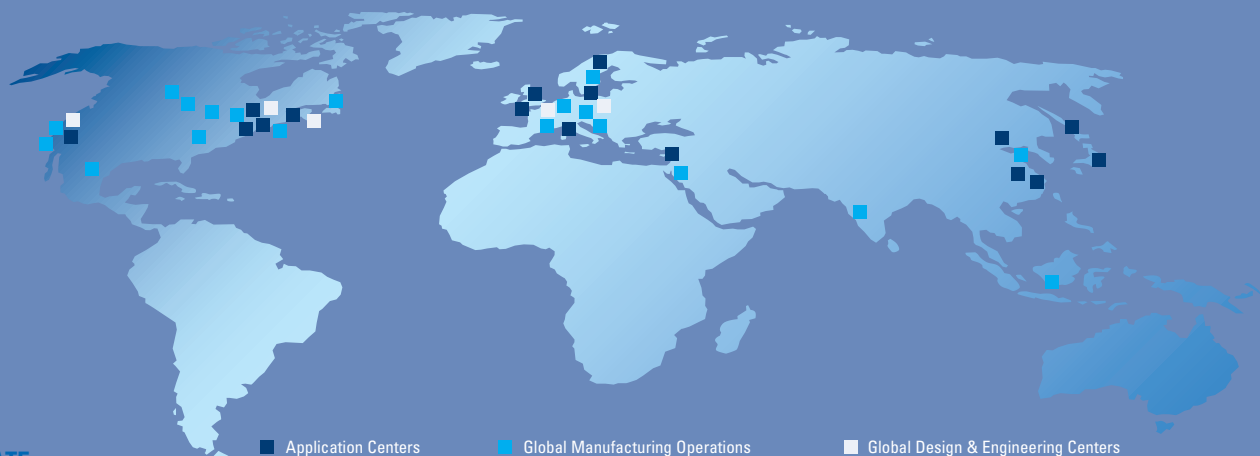 Application Centers
Global Manufacturing Operations
Global Design & Engineering Centers